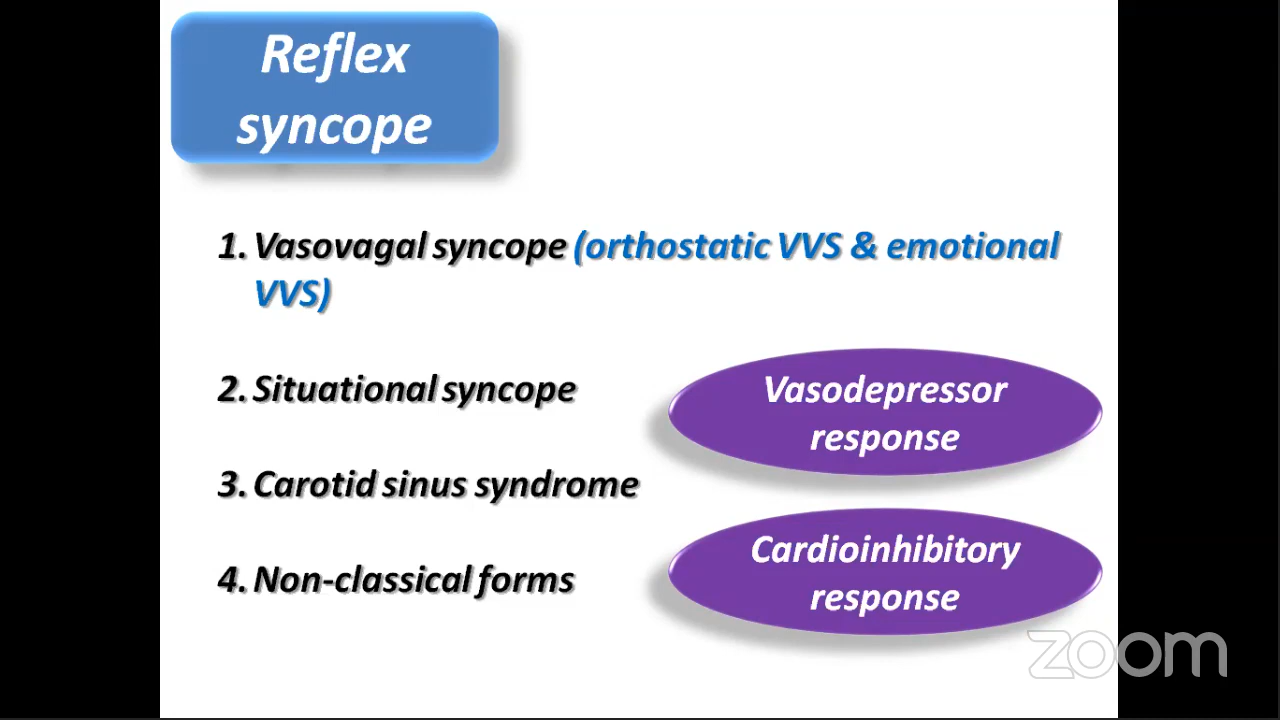 Reflex
syncope
1. Vasovagal syncope (orthostatic VVS & emotional
VVS)
2. Situational syncope
3. Carotid sinus syndrome
4. Non-classical forms
Vasodepressor
response
Cardioinhibitory
response
zoom